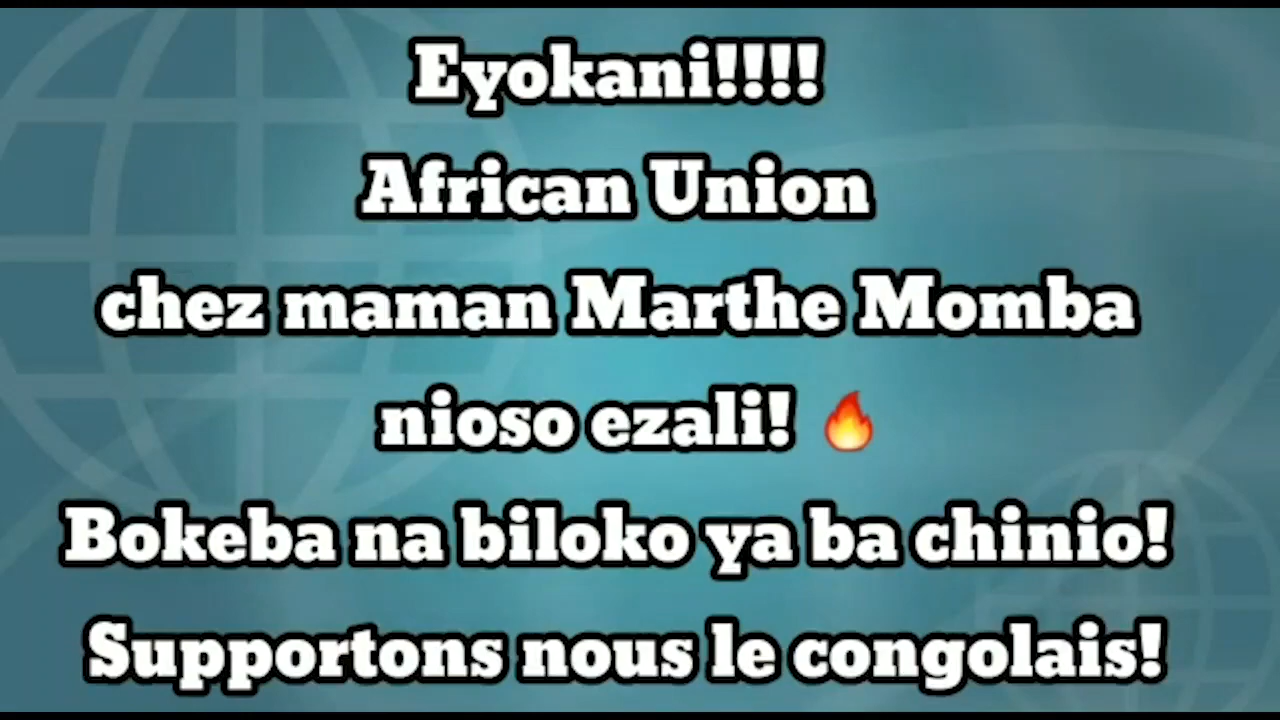 Eyokani!!!!
African Union
chez maman Marthe Momba
nioso ezali! 🔥
Bokeba na biloko ya ba chinio!
Supportons nous le congolais!